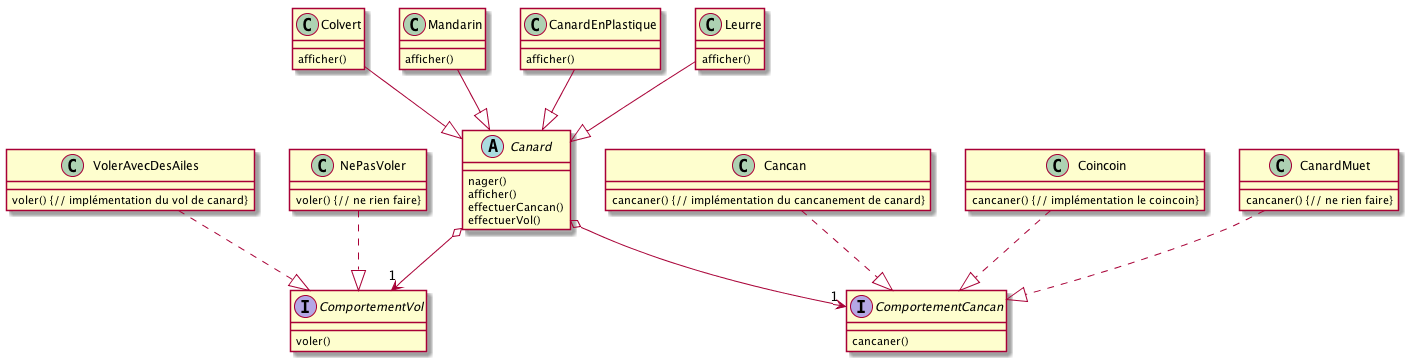 C Colvert
afficher()
C Mandarin
afficher()
C CanardEnPlastique
afficher()
C Leurre
afficher()
C VolerAvecDesAiles
voler() {// implémentation du vol de canard}
C NePasVoler
voler() {// ne rien faire}
A Canard
nager()
afficher()
effectuerCancan()
effectuerVol()
C Cancan
cancaner() {// implémentation du cancanement de canard}
C Coincoin
cancaner() {// implémentation le coincoin}
C CanardMuet
cancaner() {// ne rien faire}
1
1
I ComportementVol
voler()
I ComportementCancan
cancaner()